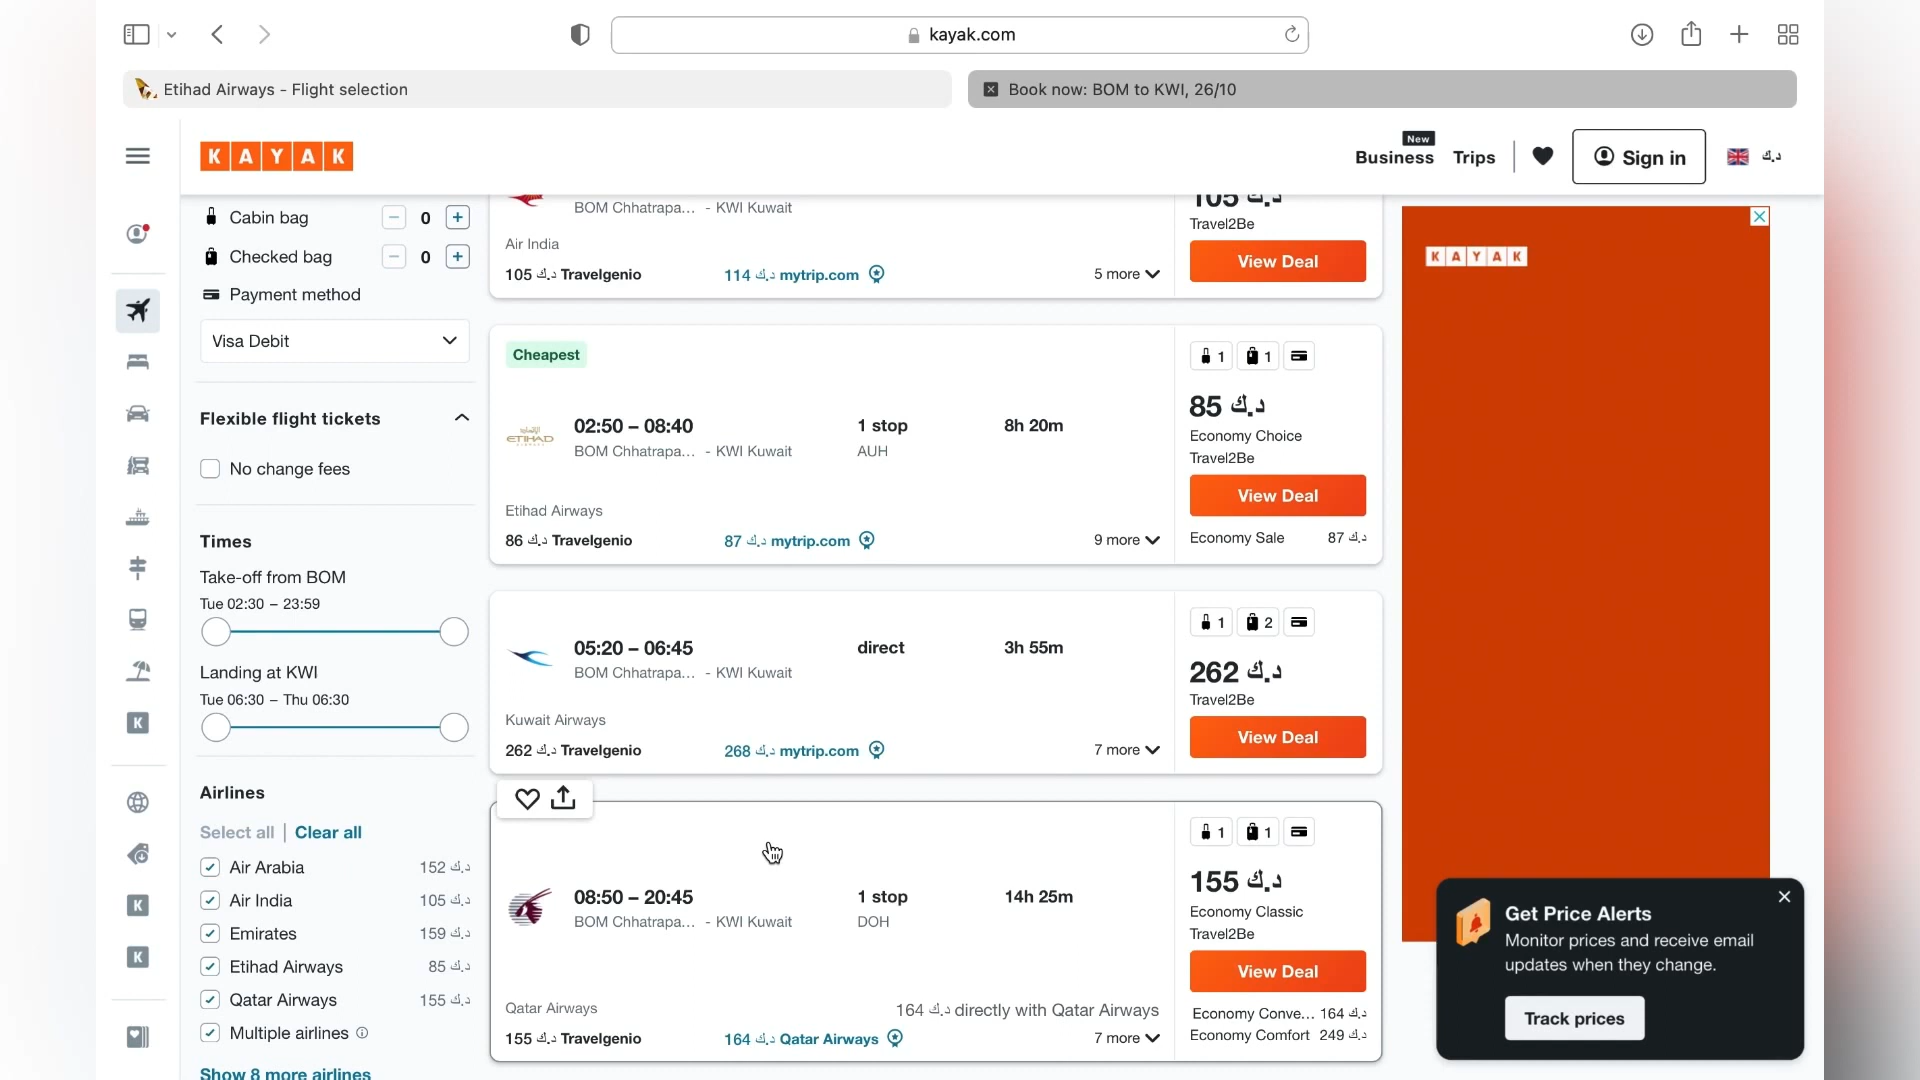 kayak.com
Etihad Airways - Flight selection
Book now: BOM to KWI, 26/10
KAYAK
New
Business
Trips
Sign in
د.ك
Cabin bag
0
Checked bag
0
Payment method
Visa Debit
Flexible flight tickets
No change fees
Times
Take-off from BOM
Tue 02:30 – 23:59
Landing at KWI
Tue 06:30 – Thu 06:30
Airlines
Select all | Clear all
Air Arabia 152 د.ك
Air India 105 د.ك
Emirates 159 د.ك
Etihad Airways 85 د.ك
Qatar Airways 155 د.ك
Multiple airlines
Show 8 more airlines
BOM Chhatrapa... - KWI Kuwait
Air India
105 د.ك Travelgenio
114 د.ك mytrip.com
5 more
105 د.ك
Travel2Be
View Deal
Cheapest
ETIHAD
02:50 – 08:40
1 stop
8h 20m
BOM Chhatrapa... - KWI Kuwait
AUH
Etihad Airways
86 د.ك Travelgenio
87 د.ك mytrip.com
9 more
1
1
85 د.ك
Economy Choice
Travel2Be
View Deal
Economy Sale 87 د.ك
05:20 – 06:45
direct
3h 55m
BOM Chhatrapa... - KWI Kuwait
Kuwait Airways
262 د.ك Travelgenio
268 د.ك mytrip.com
7 more
1
2
262 د.ك
Travel2Be
View Deal
08:50 – 20:45
1 stop
14h 25m
BOM Chhatrapa... - KWI Kuwait
DOH
Qatar Airways
164 د.ك directly with Qatar Airways
155 د.ك Travelgenio
164 د.ك Qatar Airways
7 more
1
1
155 د.ك
Economy Classic
Travel2Be
View Deal
Economy Conve... 164 د.ك
Economy Comfort 249 د.ك
KAYAK
Get Price Alerts
Monitor prices and receive email
updates when they change.
Track prices
K
K
K